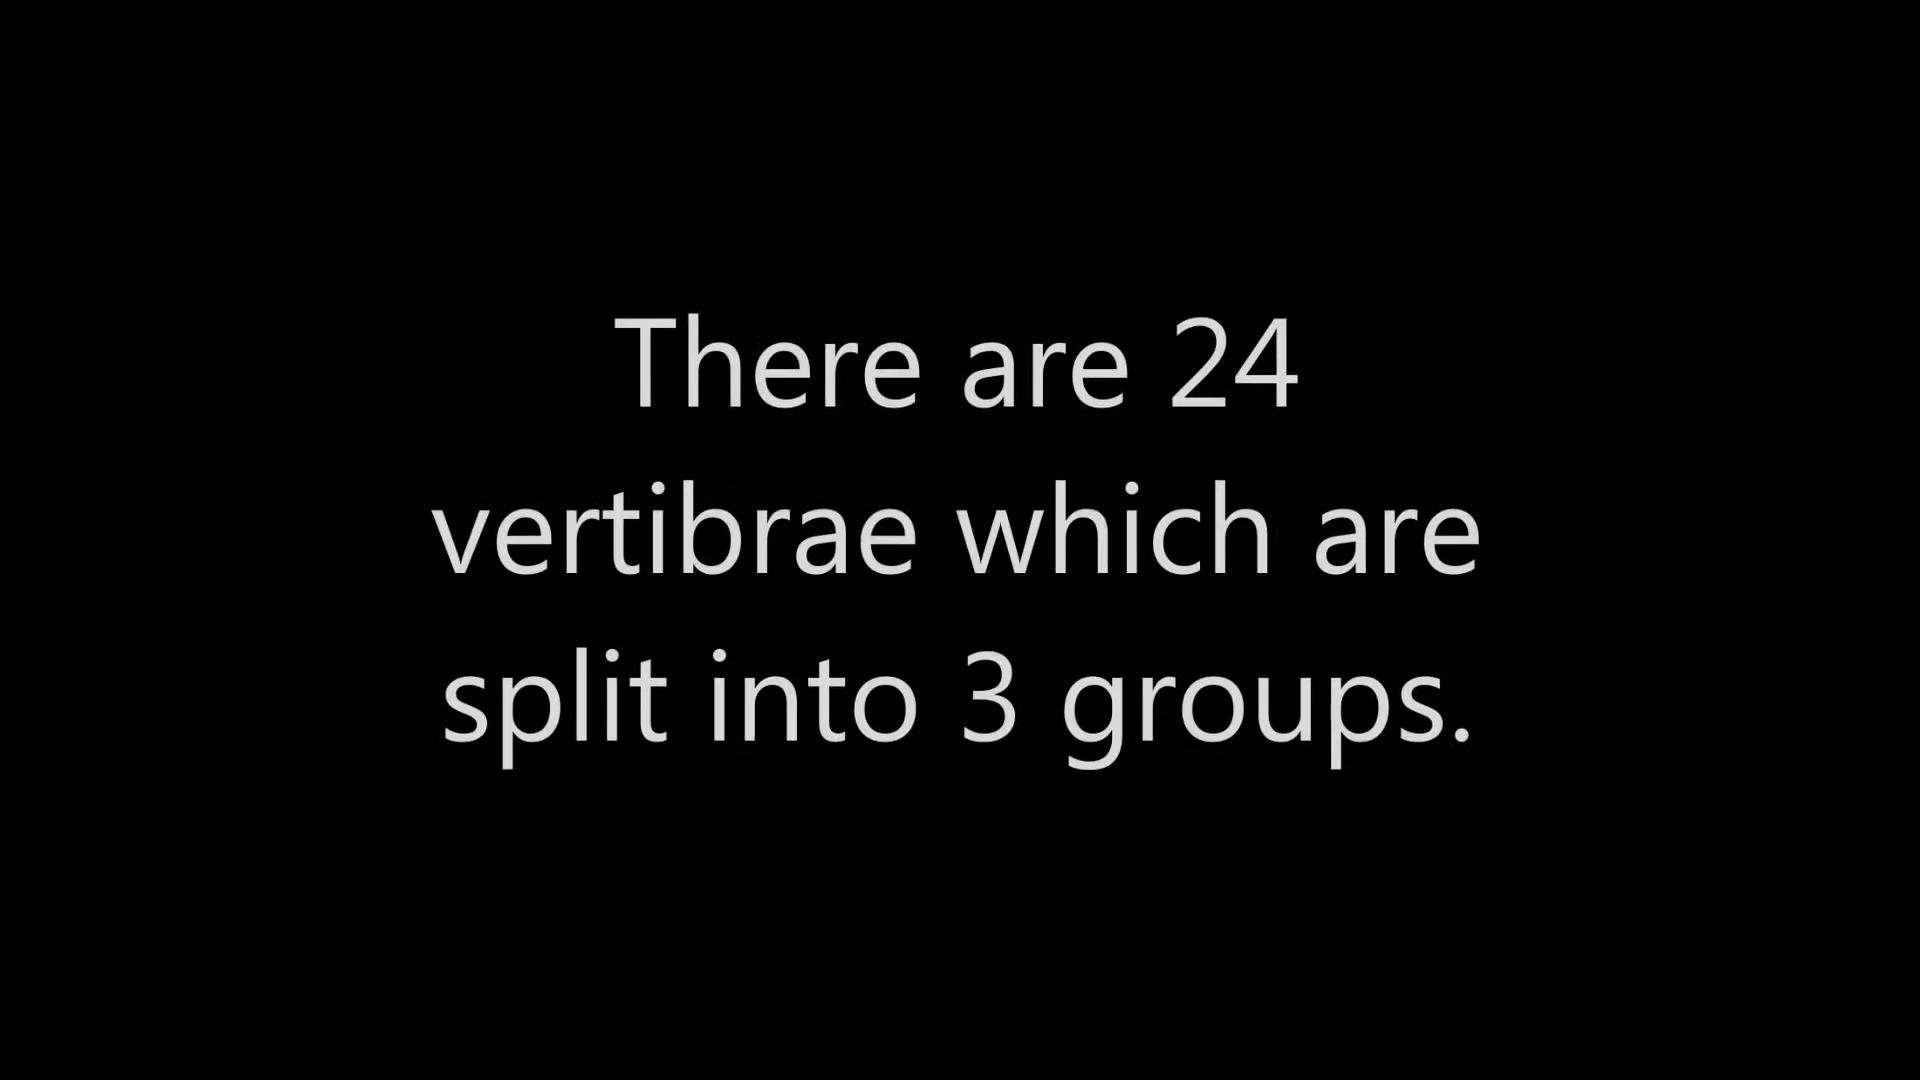 There are 24
vertibrae which are
split into 3 groups.